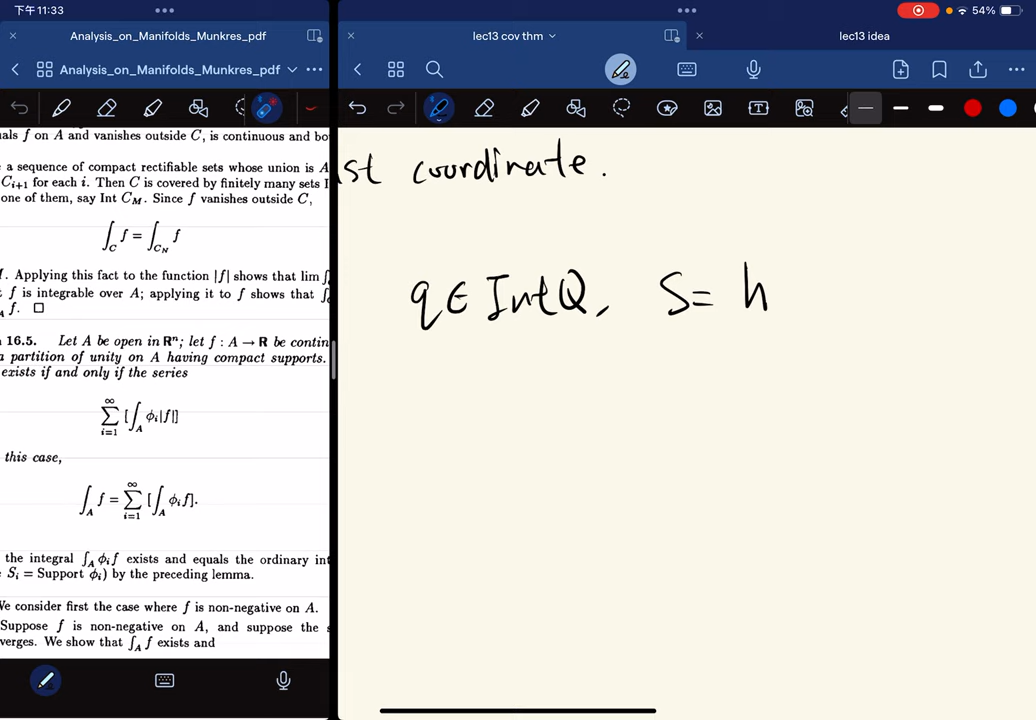 下午11:33
54%
Analysis_on_Manifolds_Munkres_pdf
lec13 cov thm
lec13 idea
Analysis_on_Manifolds_Munkres_pdf
als f on A and vanishes outside C, is continuous and bo
a sequence of compact rectifiable sets whose union is A
C_{i+1} for each i. Then C is covered by finitely many sets I
one of them, say Int C_M. Since f vanishes outside C,
∫_C f = ∫_{C_N} f
. Applying this fact to the function |f| shows that lim ∫
f is integrable over A; applying it to f shows that ∫
f. □
16.5. Let A be open in R^n; let f : A → R be contin
a partition of unity on A having compact supports.
exists if and only if the series
∑_{i=1}^{∞} [∫_A ϕ_i|f|]
this case,
∫_A f = ∑_{i=1}^{∞} [∫_A ϕ_i f].
the integral ∫_A ϕ_i f exists and equals the ordinary int
S_i = Support ϕ_i) by the preceding lemma.
We consider first the case where f is non-negative on A.
Suppose f is non-negative on A, and suppose the s
verges. We show that ∫_A f exists and
st coordinate.
q ∈ Int Q, S = h